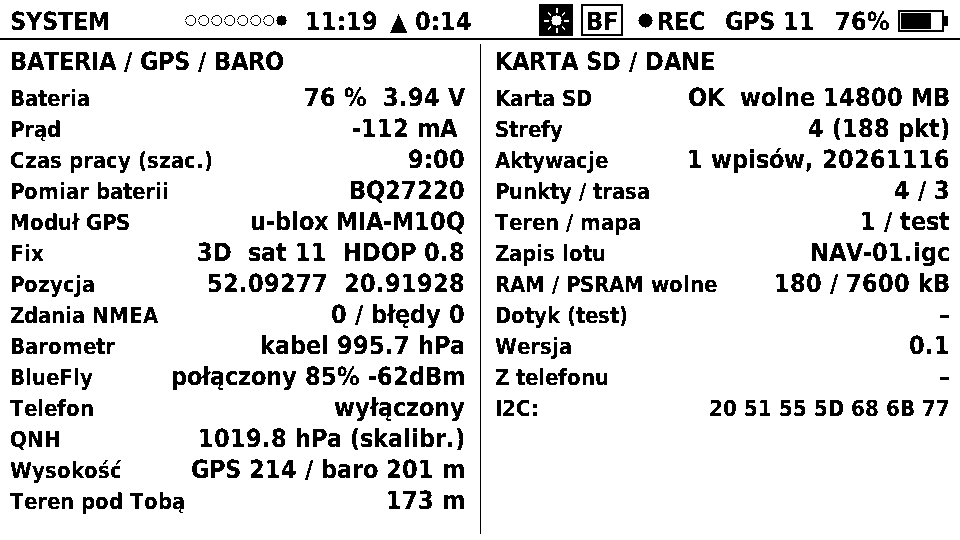 SYSTEM ○○○○○○○● 11:19 ▲ 0:14 BF ●REC GPS 11 76%
BATERIA / GPS / BARO
Bateria 76 % 3.94 V
Prąd -112 mA
Czas pracy (szac.) 9:00
Pomiar baterii BQ27220
Moduł GPS u-blox MIA-M10Q
Fix 3D sat 11 HDOP 0.8
Pozycja 52.09277 20.91928
Zdania NMEA 0 / błędy 0
Barometr kabel 995.7 hPa
BlueFly połączony 85% -62dBm
Telefon wyłączony
QNH 1019.8 hPa (skalibr.)
Wysokość GPS 214 / baro 201 m
Teren pod Tobą 173 m
KARTA SD / DANE
Karta SD OK wolne 14800 MB
Strefy 4 (188 pkt)
Aktywacje 1 wpisów, 20261116
Punkty / trasa 4 / 3
Teren / mapa 1 / test
Zapis lotu NAV-01.igc
RAM / PSRAM wolne 180 / 7600 kB
Dotyk (test) –
Wersja 0.1
Z telefonu –
I2C: 20 51 55 5D 68 6B 77